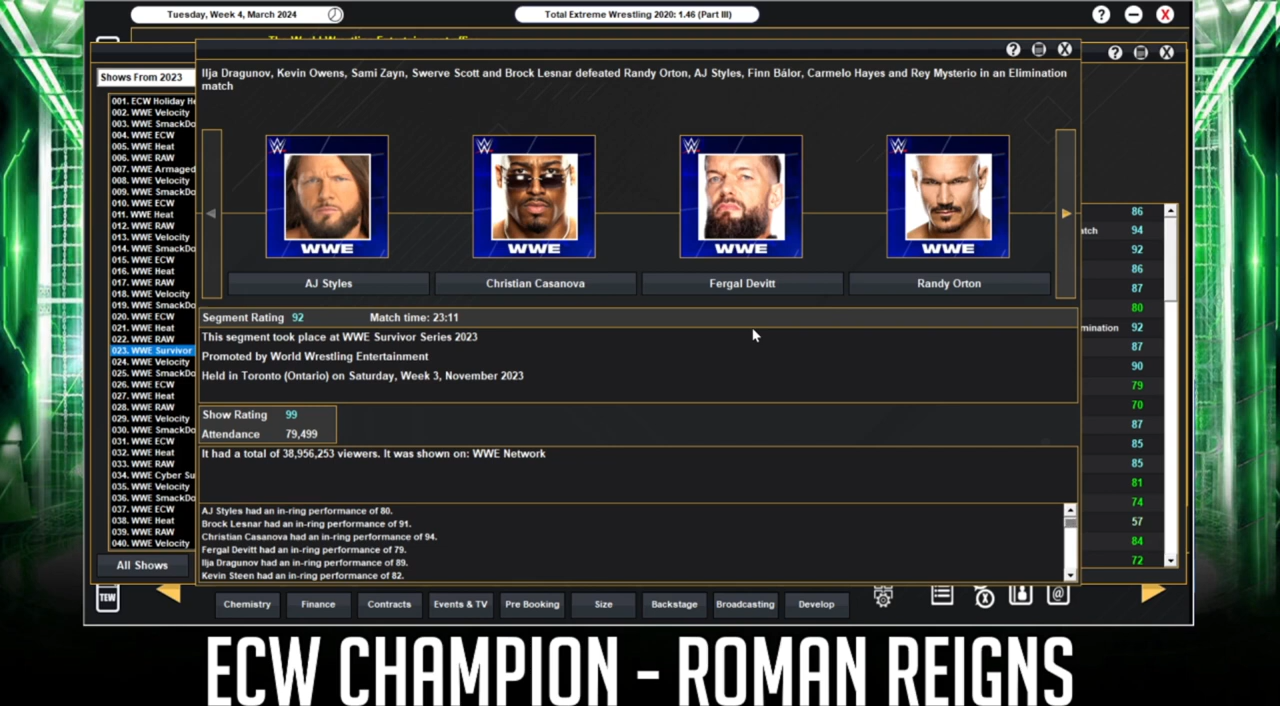 Tuesday, Week 4, March 2024
Total Extreme Wrestling 2020: 1.46 (Part III)
?
X
?
X
?
X
Shows From 2023
Ilja Dragunov, Kevin Owens, Sami Zayn, Swerve Scott and Brock Lesnar defeated Randy Orton, AJ Styles, Finn Bálor, Carmelo Hayes and Rey Mysterio in an Elimination
match
001. ECW Holiday He
002. WWE Velocity
003. WWE SmackDo
004. WWE ECW
005. WWE Heat
006. WWE RAW
007. WWE Armaged
008. WWE Velocity
009. WWE SmackDo
010. WWE ECW
011. WWE Heat
012. WWE RAW
013. WWE Velocity
014. WWE SmackDo
015. WWE ECW
016. WWE Heat
017. WWE RAW
018. WWE Velocity
019. WWE SmackDo
020. WWE ECW
021. WWE Heat
022. WWE RAW
023. WWE Survivor
024. WWE Velocity
025. WWE SmackDo
026. WWE ECW
027. WWE Heat
028. WWE RAW
029. WWE Velocity
030. WWE SmackDo
031. WWE ECW
032. WWE Heat
033. WWE RAW
034. WWE Cyber Su
035. WWE Velocity
036. WWE SmackDo
037. WWE ECW
038. WWE Heat
039. WWE RAW
040. WWE Velocity
All Shows
W W W W
WWE WWE WWE WWE
AJ Styles Christian Casanova Fergal Devitt Randy Orton
Segment Rating 92 Match time: 23:11
This segment took place at WWE Survivor Series 2023
Promoted by World Wrestling Entertainment
Held in Toronto (Ontario) on Saturday, Week 3, November 2023
Show Rating 99
Attendance 79,499
It had a total of 38,956,253 viewers. It was shown on: WWE Network
AJ Styles had an in-ring performance of 80.
Brock Lesnar had an in-ring performance of 91.
Christian Casanova had an in-ring performance of 94.
Fergal Devitt had an in-ring performance of 79.
Ilja Dragunov had an in-ring performance of 89.
Kevin Steen had an in-ring performance of 82.
86
atch 94
92
86
87
80
mination 92
87
90
79
70
87
85
85
81
74
57
84
72
TEW
Chemistry Finance Contracts Events & TV Pre Booking Size Backstage Broadcasting Develop
@
ECW CHAMPION - ROMAN REIGNS